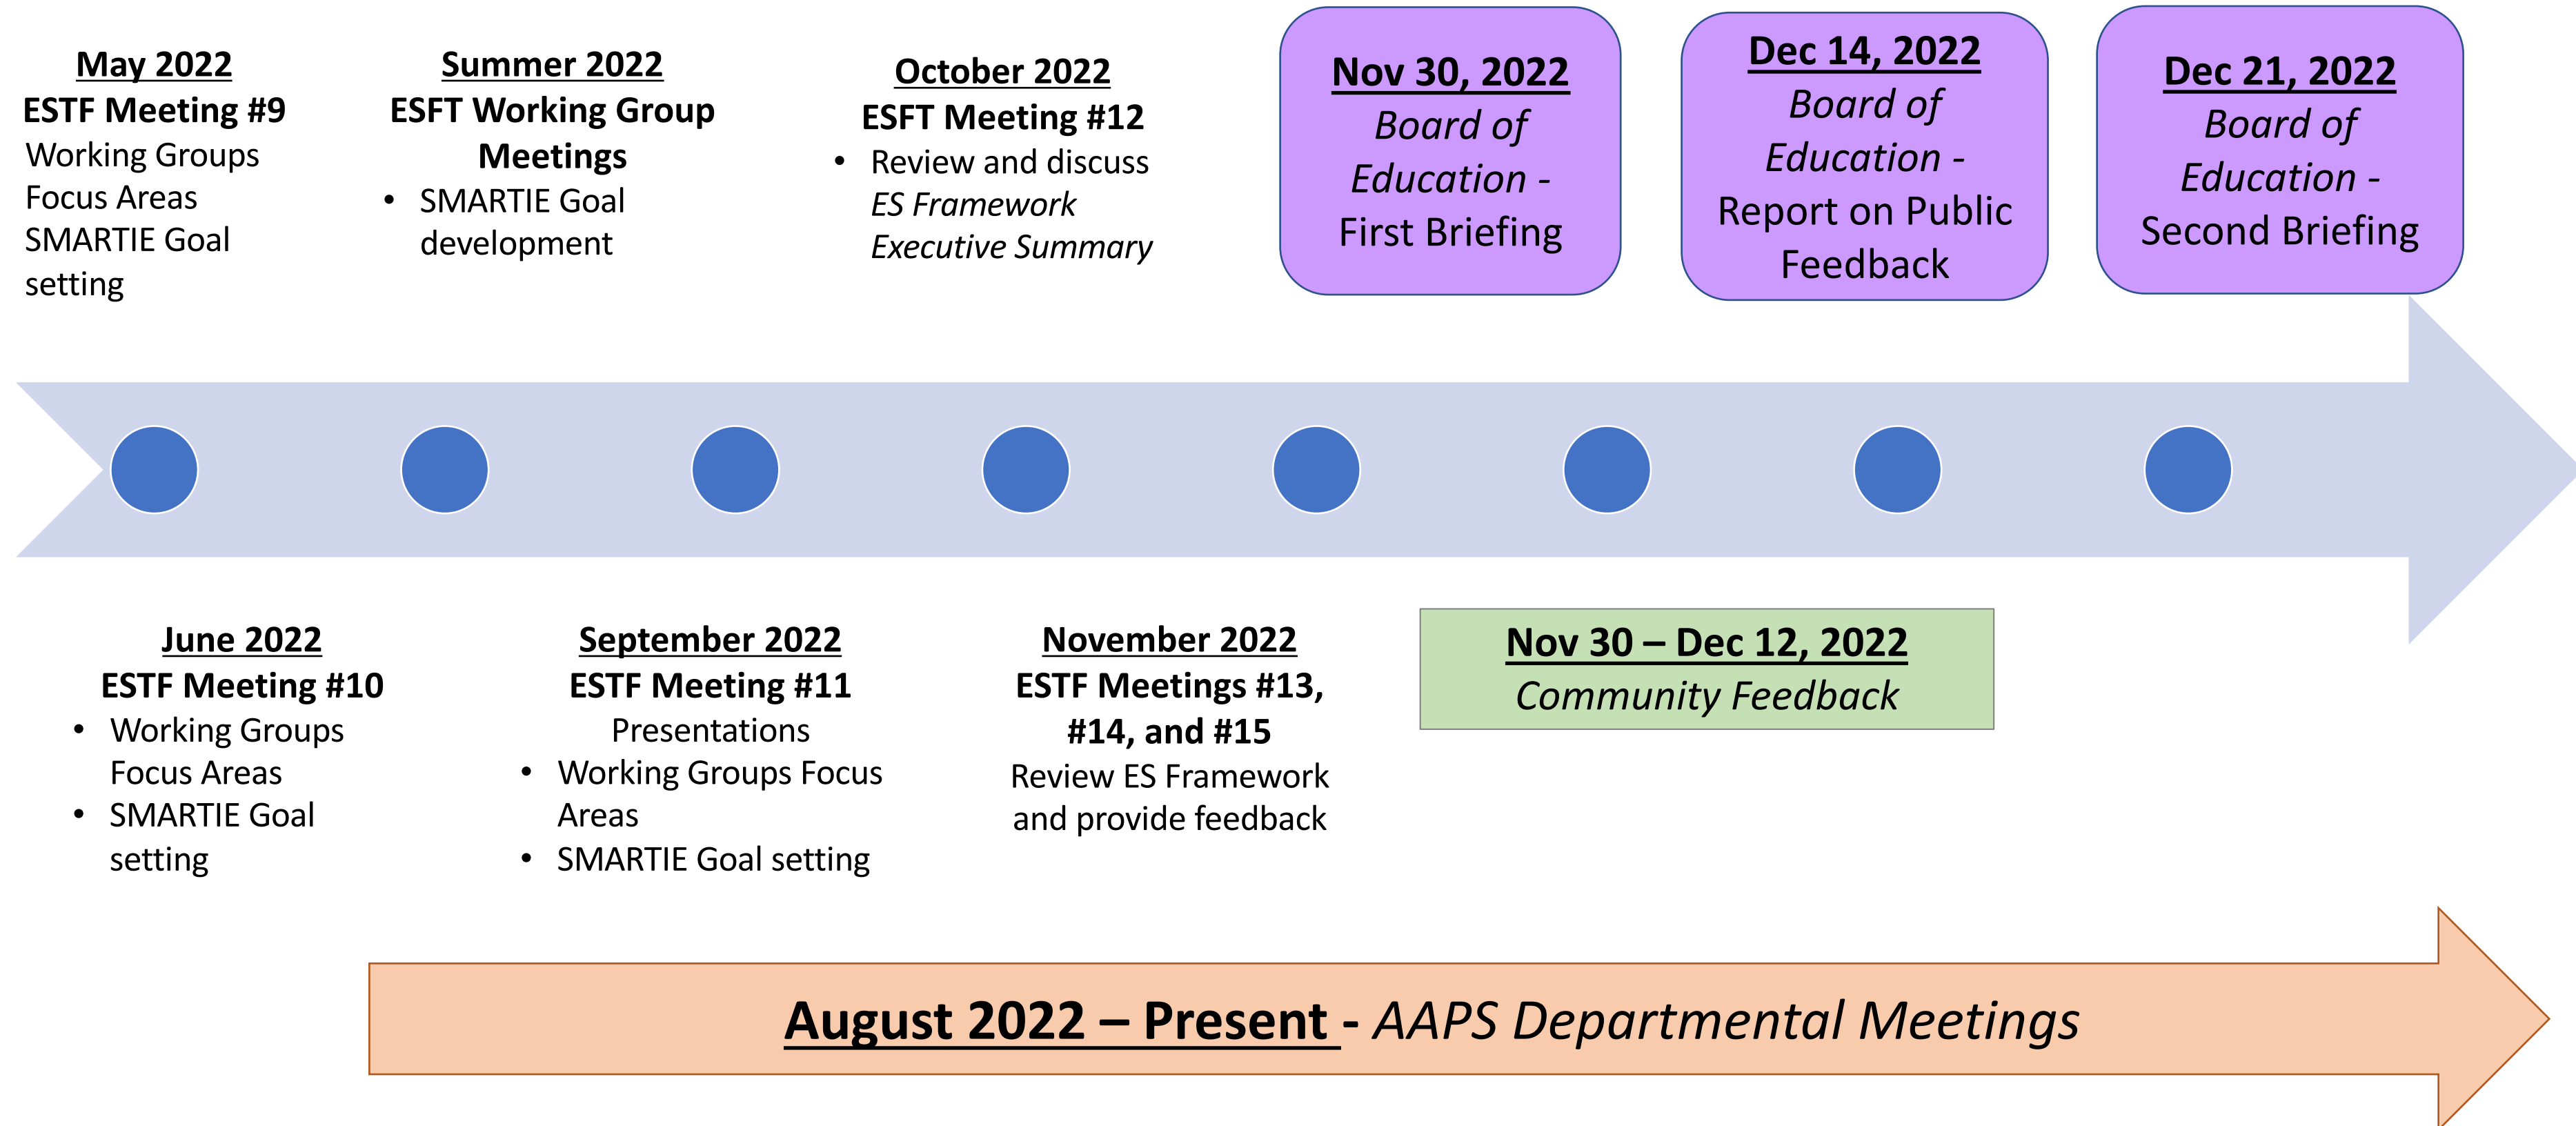 May 2022
ESTF Meeting #9
Working Groups
Focus Areas
SMARTIE Goal
setting
Summer 2022
ESFT Working Group
Meetings
• SMARTIE Goal
development
October 2022
ESFT Meeting #12
• Review and discuss
ES Framework
Executive Summary
Nov 30, 2022
Board of
Education -
First Briefing
Dec 14, 2022
Board of
Education -
Report on Public
Feedback
Dec 21, 2022
Board of
Education -
Second Briefing
June 2022
ESTF Meeting #10
• Working Groups
Focus Areas
• SMARTIE Goal
setting
September 2022
ESTF Meeting #11
Presentations
• Working Groups Focus
Areas
• SMARTIE Goal setting
November 2022
ESTF Meetings #13,
#14, and #15
Review ES Framework
and provide feedback
Nov 30 – Dec 12, 2022
Community Feedback
August 2022 – Present - AAPS Departmental Meetings